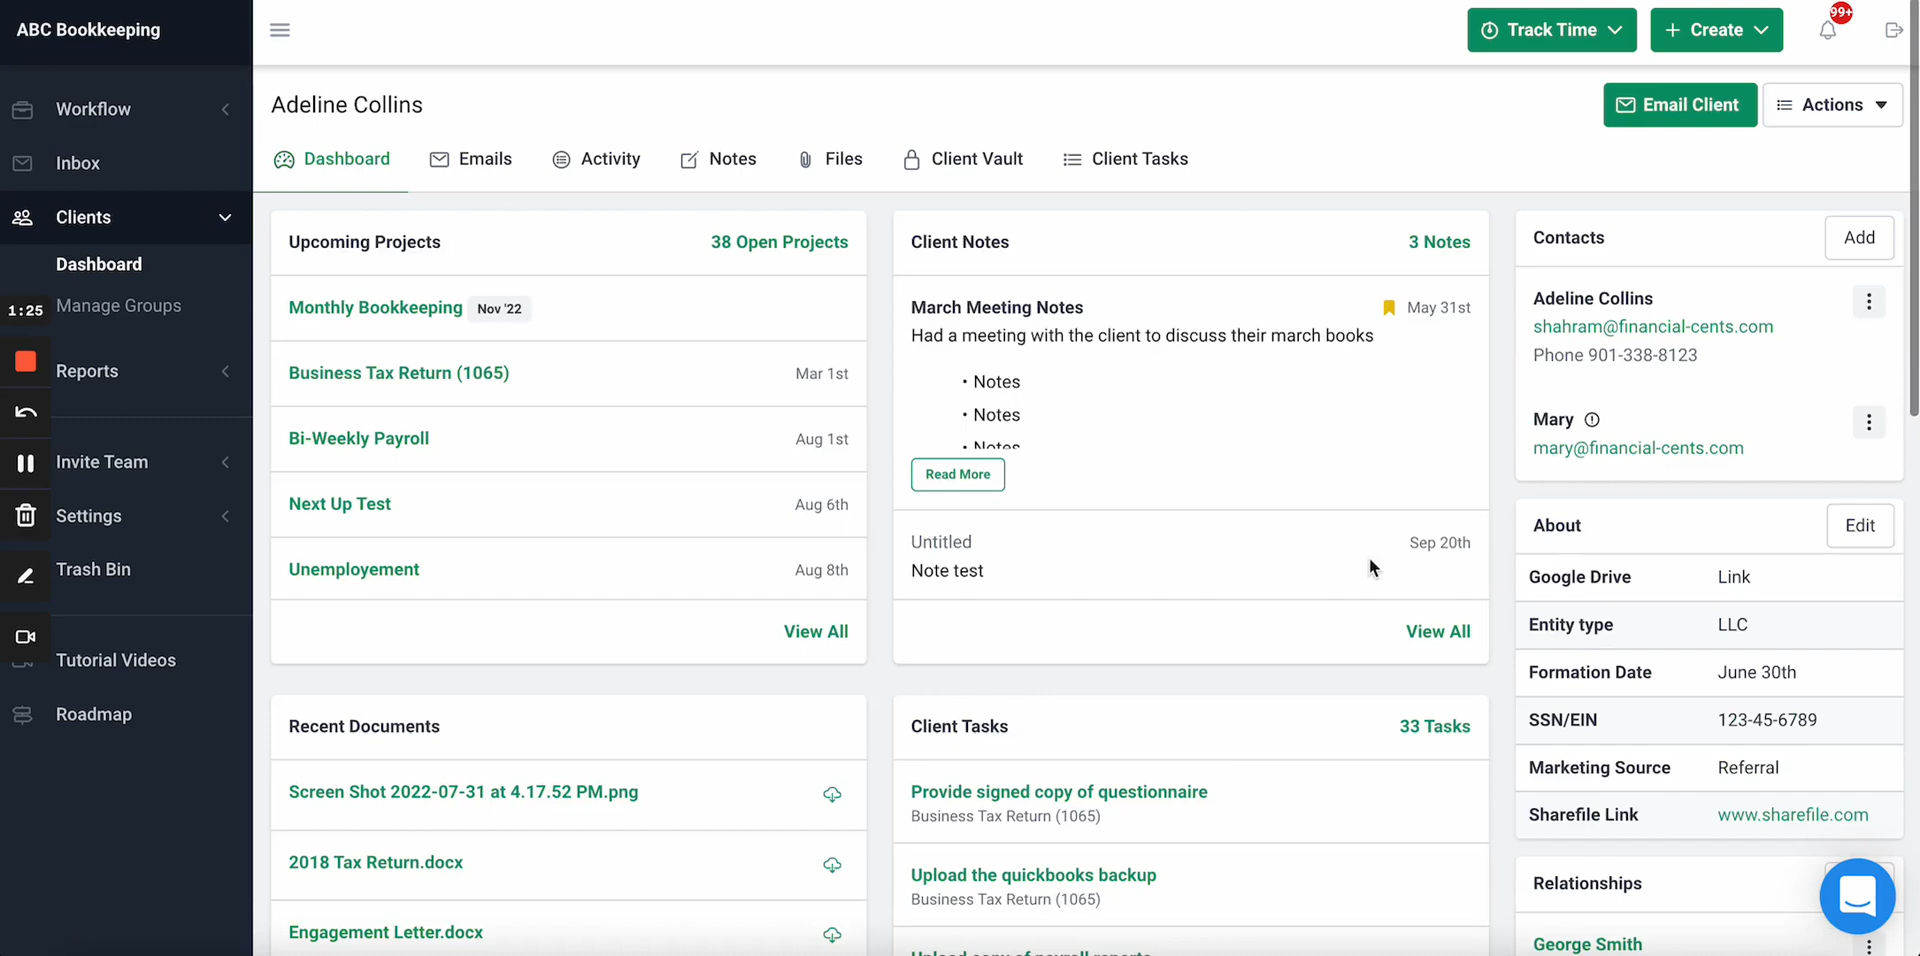 ABC Bookkeeping
Track Time
+ Create
99+
Workflow
Inbox
Clients
Dashboard
Manage Groups
1:25
Reports
Invite Team
Settings
Trash Bin
Tutorial Videos
Roadmap
Adeline Collins
Email Client
Actions
Dashboard
Emails
Activity
Notes
Files
Client Vault
Client Tasks
Upcoming Projects
38 Open Projects
Monthly Bookkeeping Nov '22
Business Tax Return (1065) Mar 1st
Bi-Weekly Payroll Aug 1st
Next Up Test Aug 6th
Unemployement Aug 8th
View All
Client Notes 3 Notes
March Meeting Notes May 31st
Had a meeting with the client to discuss their march books
• Notes
• Notes
• Notes
Read More
Untitled Sep 20th
Note test
View All
Contacts Add
Adeline Collins
shahram@financial-cents.com
Phone 901-338-8123
Mary
mary@financial-cents.com
About Edit
Google Drive Link
Entity type LLC
Formation Date June 30th
SSN/EIN 123-45-6789
Marketing Source Referral
Sharefile Link www.sharefile.com
Relationships
George Smith
Recent Documents
Screen Shot 2022-07-31 at 4.17.52 PM.png
2018 Tax Return.docx
Engagement Letter.docx
Client Tasks 33 Tasks
Provide signed copy of questionnaire
Business Tax Return (1065)
Upload the quickbooks backup
Business Tax Return (1065)
Upload copy of payroll reports